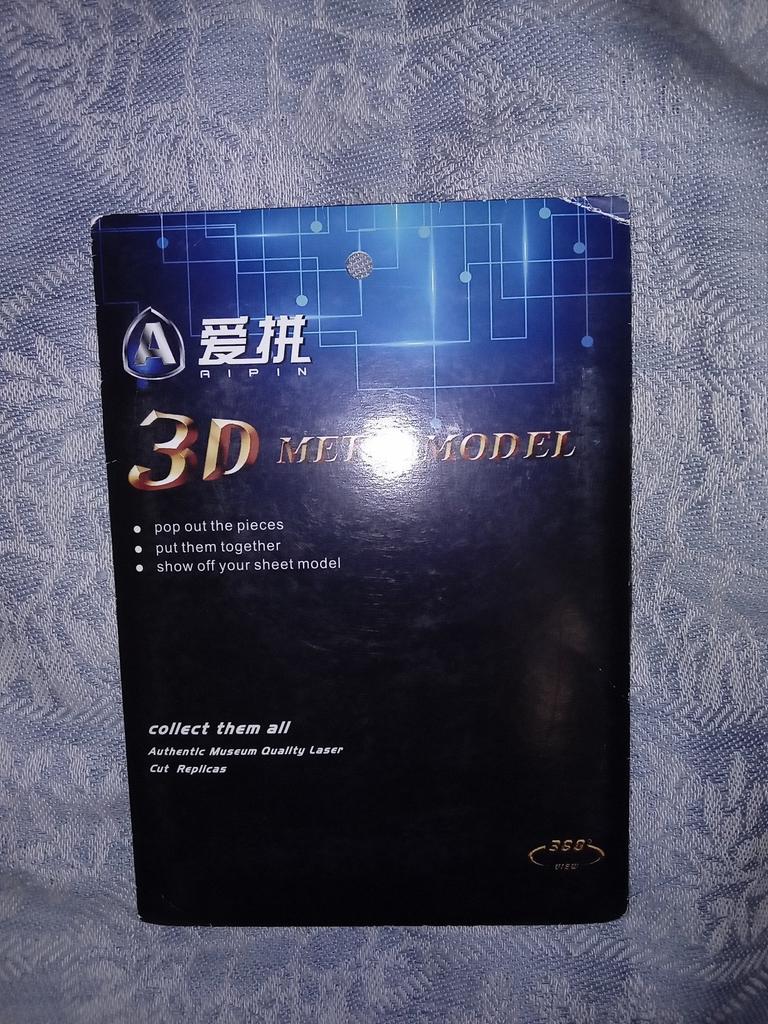 A 爱拼
AIPIN
3D MODEL
pop out the pieces
put them together
show off your sheet model
collect them all
Authentic Museum Quality Laser
Cut Replicas
360°
VIEW